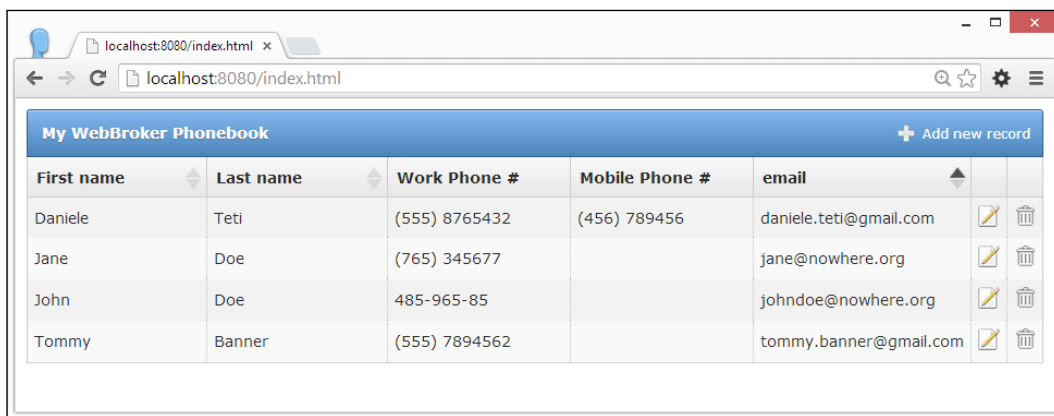 localhost:8080/index.html ×
localhost:8080/index.html
My WebBroker Phonebook Add new record
First name Last name Work Phone # Mobile Phone # email
Daniele Teti (555) 8765432 (456) 789456 daniele.teti@gmail.com
Jane Doe (765) 345677 jane@nowhere.org
John Doe 485-965-85 johndoe@nowhere.org
Tommy Banner (555) 7894562 tommy.banner@gmail.com